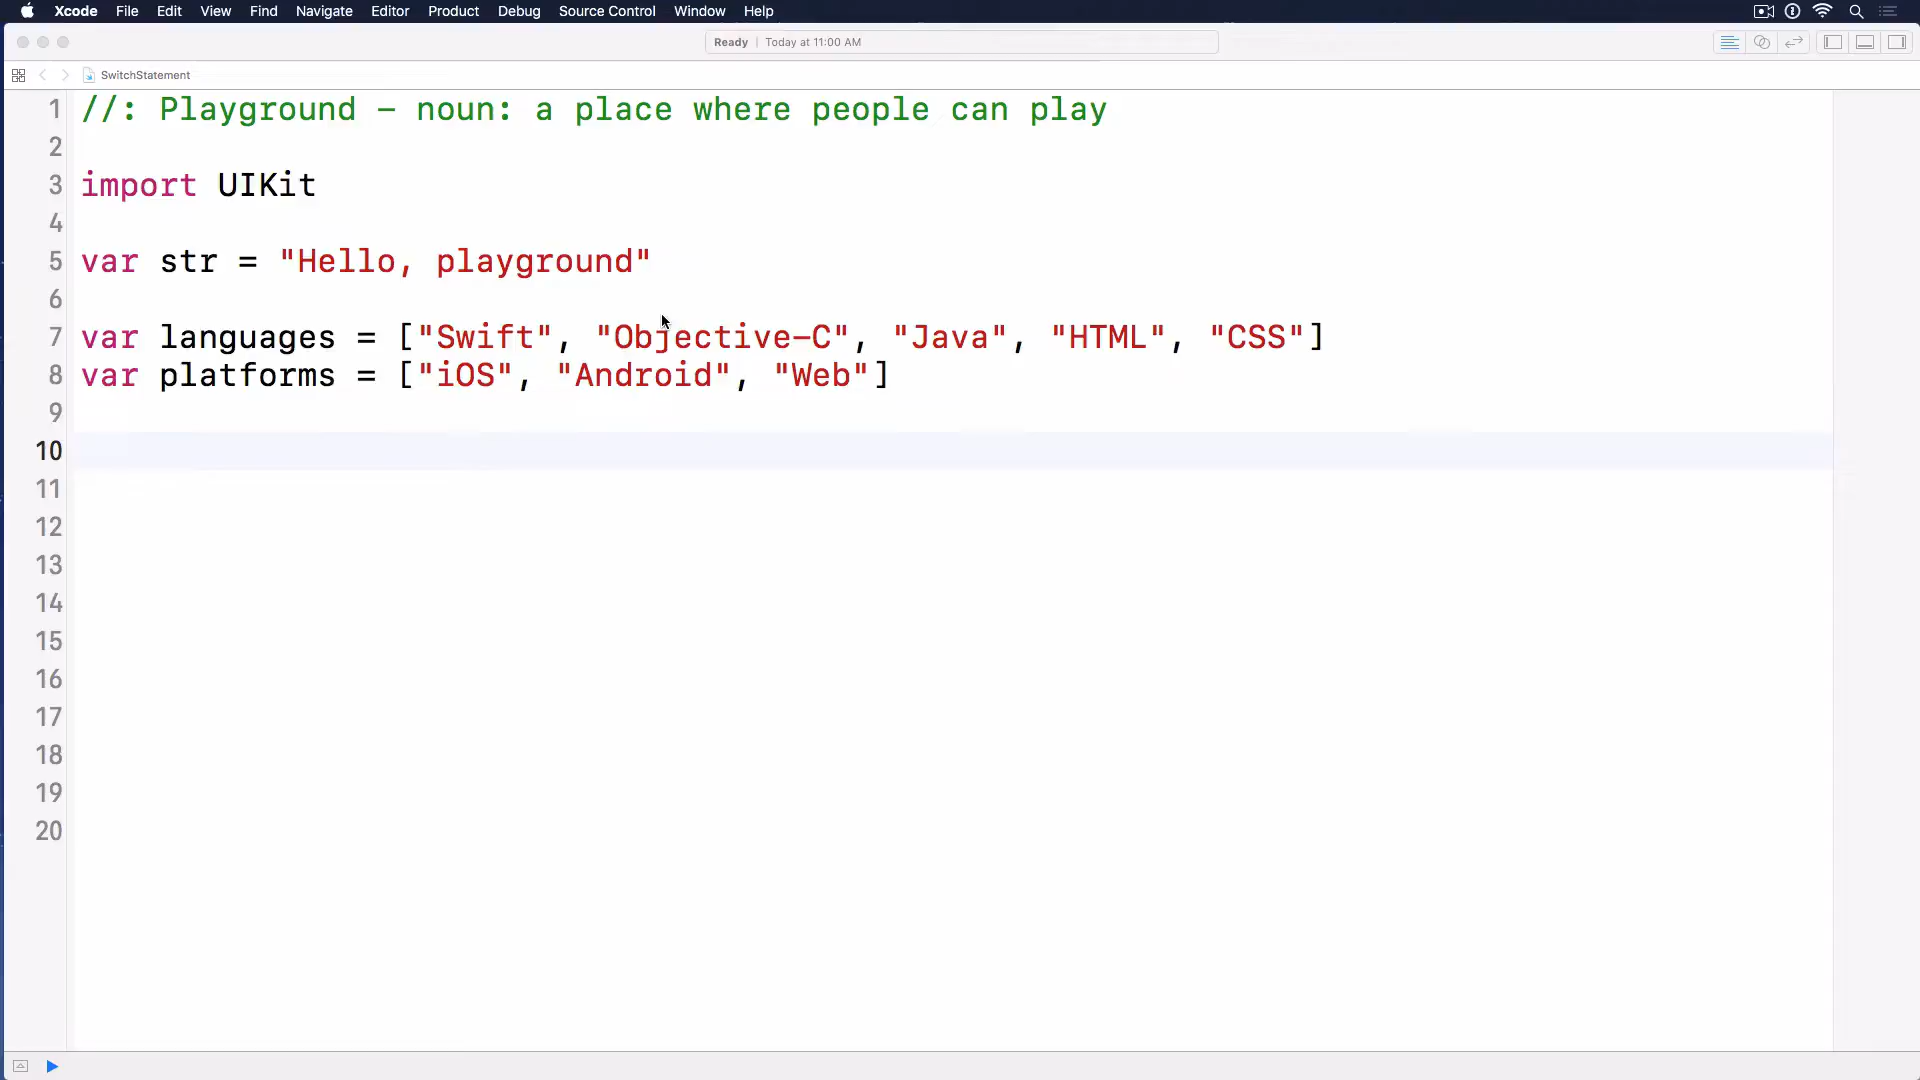 Xcode File Edit View Find Navigate Editor Product Debug Source Control Window Help
Ready | Today at 11:00 AM
SwitchStatement
1 //: Playground - noun: a place where people can play
2
3 import UIKit
4
5 var str = "Hello, playground"
6
7 var languages = ["Swift", "Objective-C", "Java", "HTML", "CSS"]
8 var platforms = ["iOS", "Android", "Web"]
9
10
11
12
13
14
15
16
17
18
19
20